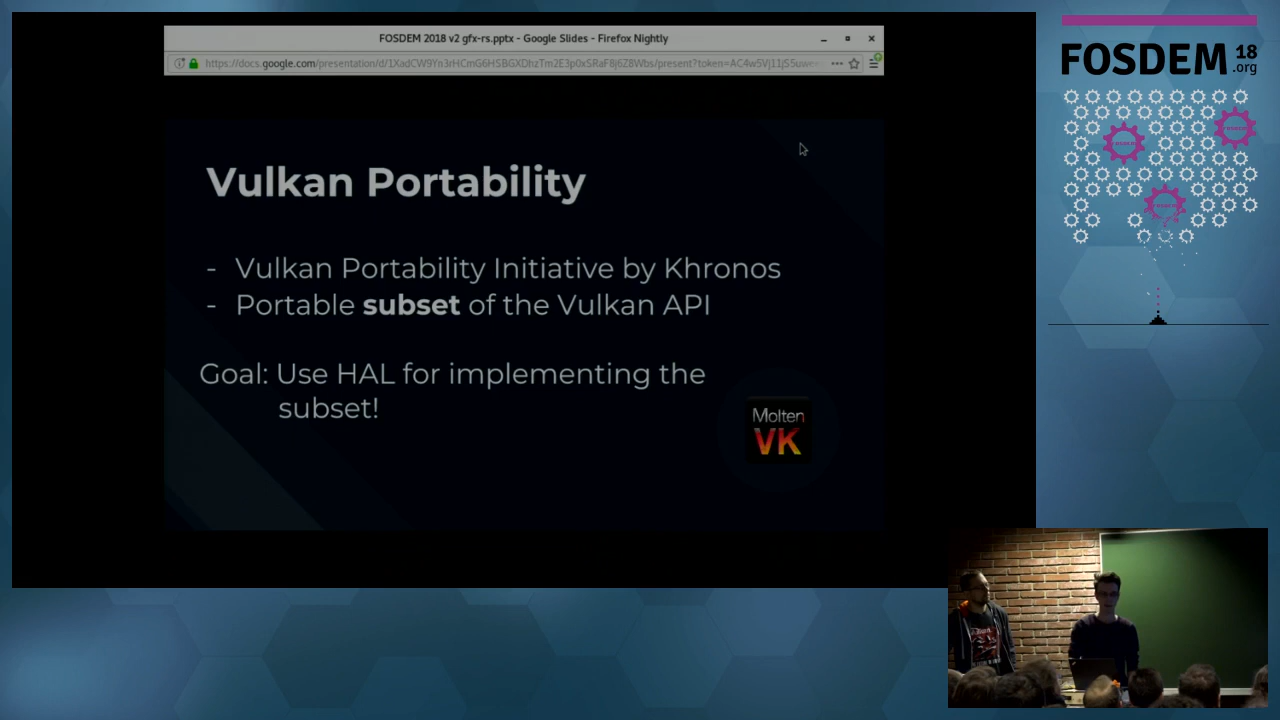 FOSDEM 2018 v2 gfx-rs.pptx - Google Slides - Firefox Nightly
FOSDEM 18 .org
Vulkan Portability
- Vulkan Portability Initiative by Khronos
- Portable subset of the Vulkan API
Goal: Use HAL for implementing the
subset!
Molten
VK